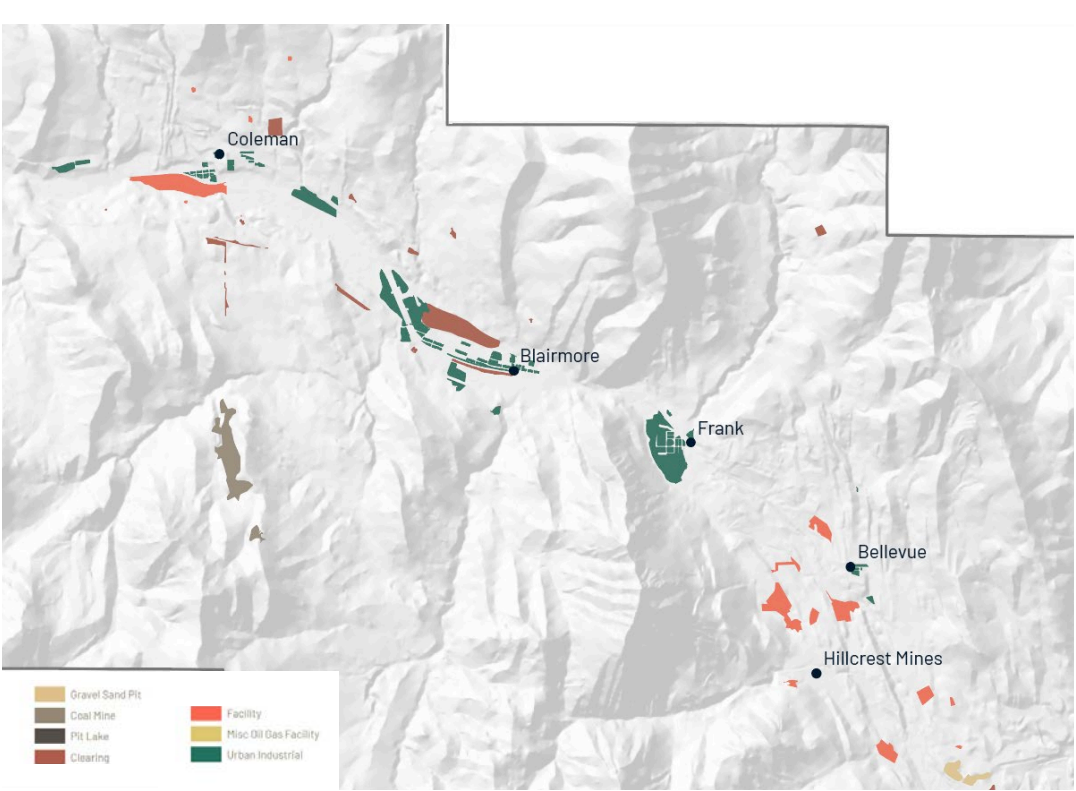 Coleman
Blairmore
Frank
Bellevue
Hillcrest Mines
Gravel Sand Pit
Coal Mine
Pit Lake
Clearing
Facility
Misc Oil Gas Facility
Urban Industrial